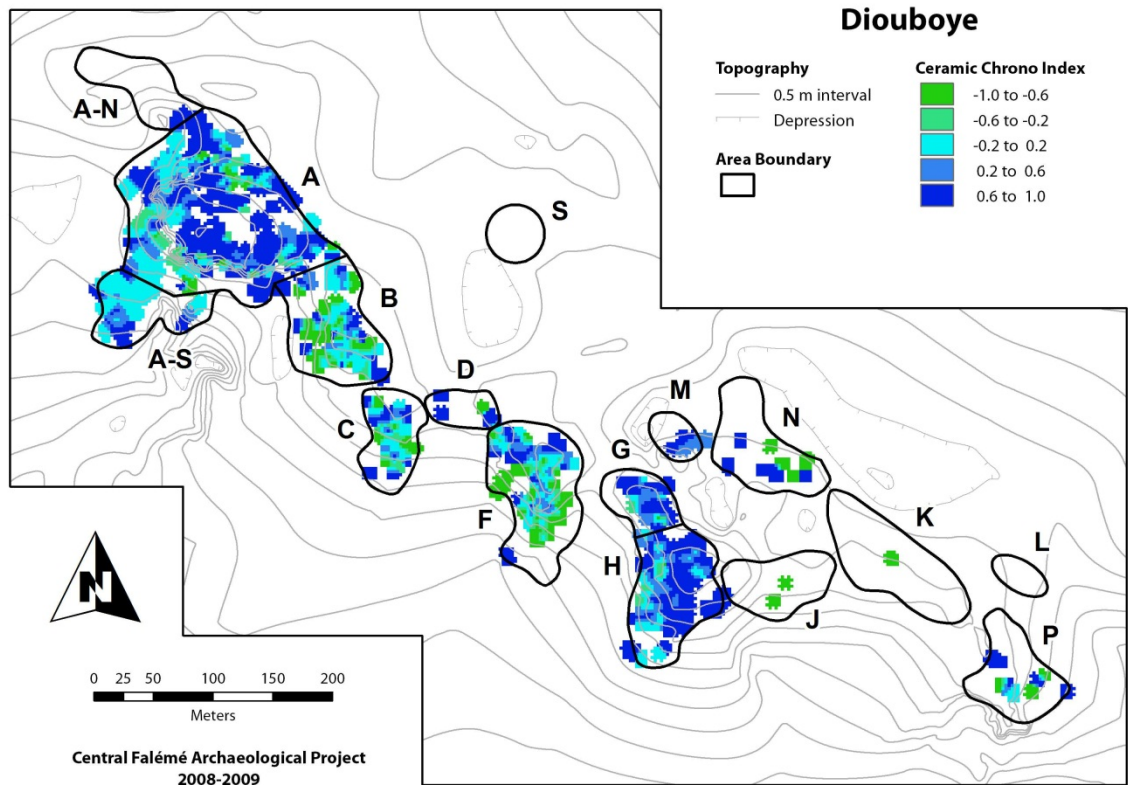 Diouboye
Topography
0.5 m interval
Depression
Area Boundary
Ceramic Chrono Index
-1.0 to -0.6
-0.6 to -0.2
-0.2 to 0.2
0.2 to 0.6
0.6 to 1.0
A-N
A
S
B
A-S
D
M
N
C
G
F
K
H
L
J
P
N
0 25 50 100 150 200
Meters
Central Falémé Archaeological Project
2008-2009